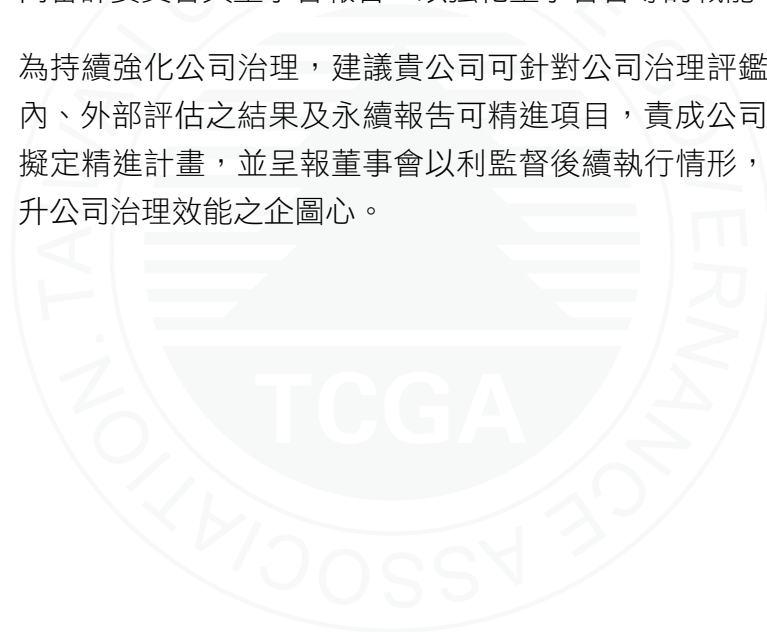 為持續強化公司治理，建議貴公司可針對公司治理評鑑
內、外部評估之結果及永續報告可精進項目，責成公司
擬定精進計畫，並呈報董事會以利監督後續執行情形，
升公司治理效能之企圖心。
TCGA
TAIWAN
GOVERNANCE ASSOCIATION